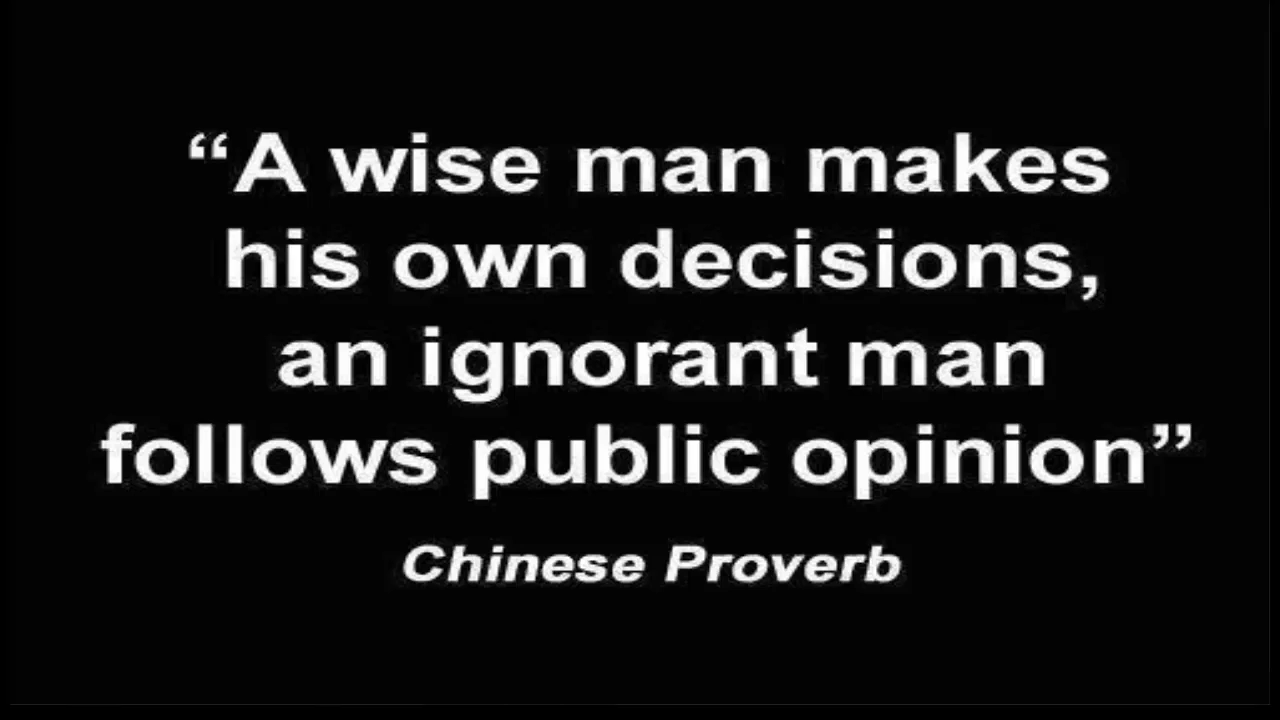 “A wise man makes
his own decisions,
an ignorant man
follows public opinion”
Chinese Proverb